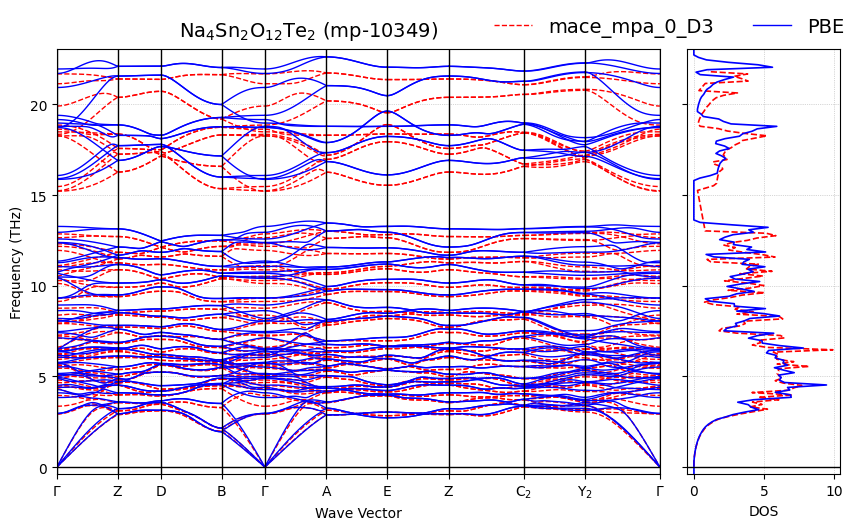 Na₄Sn₂O₁₂Te₂ (mp-10349) mace_mpa_0_D3 PBE
Frequency (THz)
20
15
10
5
0
Γ Z D B Γ A E Z C₂ Y₂ Γ
Wave Vector
0 5 10
DOS